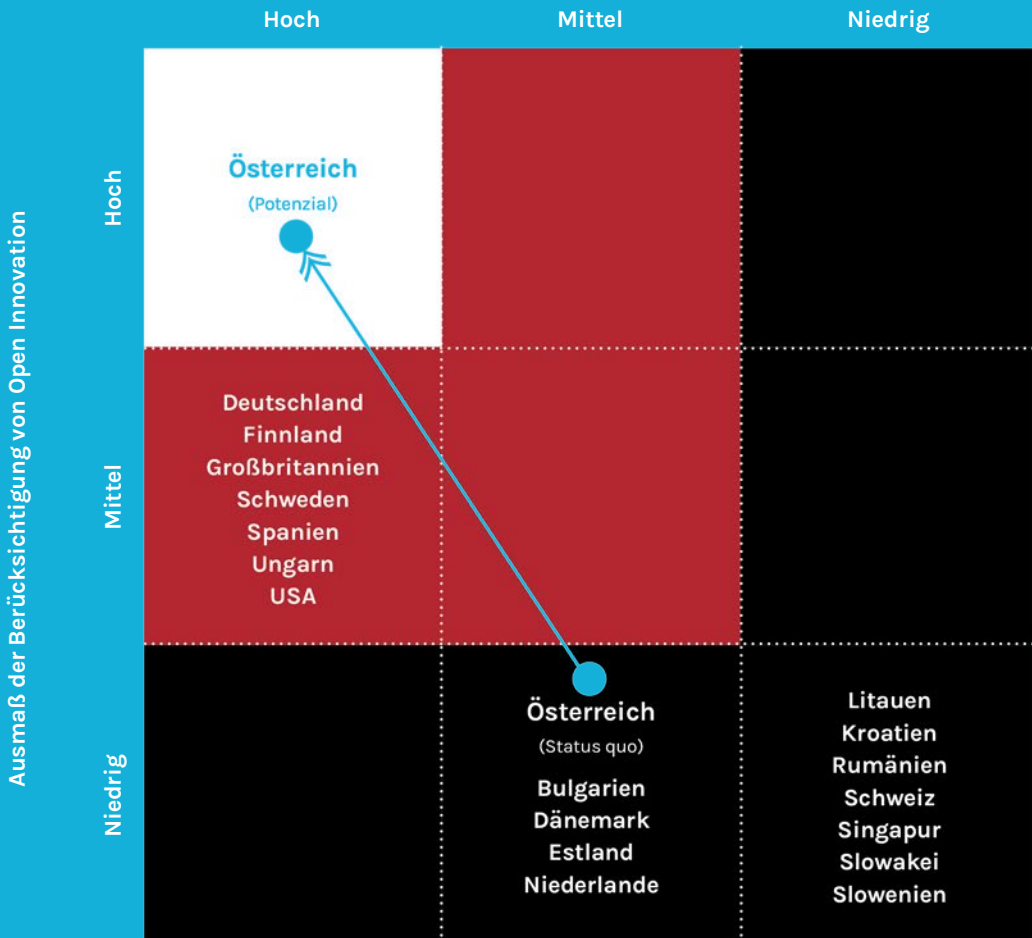 Hoch
Mittel
Niedrig
Ausmaß der Berücksichtigung von Open Innovation
Hoch
Österreich
(Potenzial)
Mittel
Deutschland
Finnland
Großbritannien
Schweden
Spanien
Ungarn
USA
Niedrig
Österreich
(Status quo)
Bulgarien
Dänemark
Estland
Niederlande
Litauen
Kroatien
Rumänien
Schweiz
Singapur
Slowakei
Slowenien